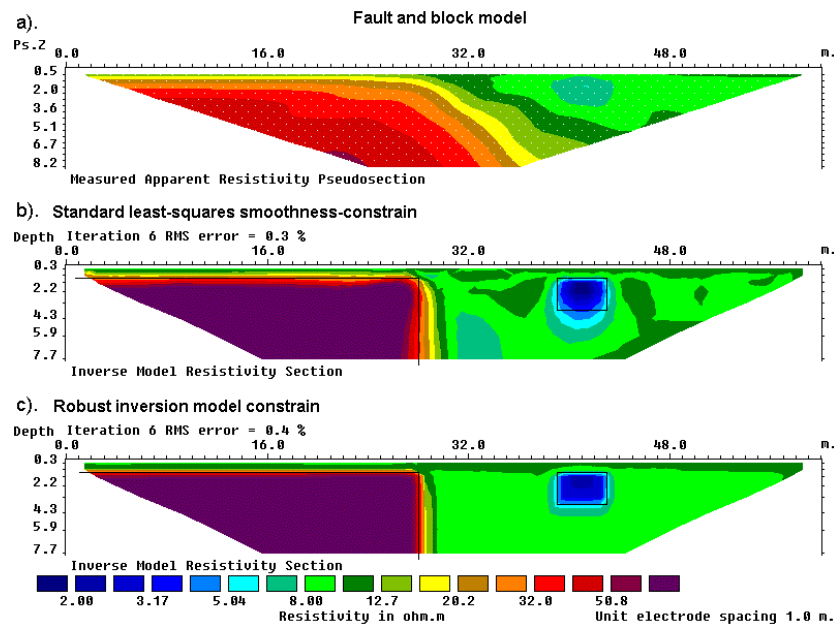 Fault and block model
a).
Ps.Z 0.0 16.0 32.0 48.0 m.
0.5
2.0
3.6
5.1
6.7
8.2
Measured Apparent Resistivity Pseudosection
b). Standard least-squares smoothness-constrain
Depth Iteration 6 RMS error = 0.3 %
0.0 16.0 32.0 48.0 m.
0.3
2.2
4.3
5.9
7.7
Inverse Model Resistivity Section
c). Robust inversion model constrain
Depth Iteration 6 RMS error = 0.4 %
0.0 16.0 32.0 48.0 m.
0.3
2.2
4.3
5.9
7.7
Inverse Model Resistivity Section
2.00 3.17 5.04 8.00 12.7 20.2 32.0 50.8
Resistivity in ohm.m Unit electrode spacing 1.0 m.